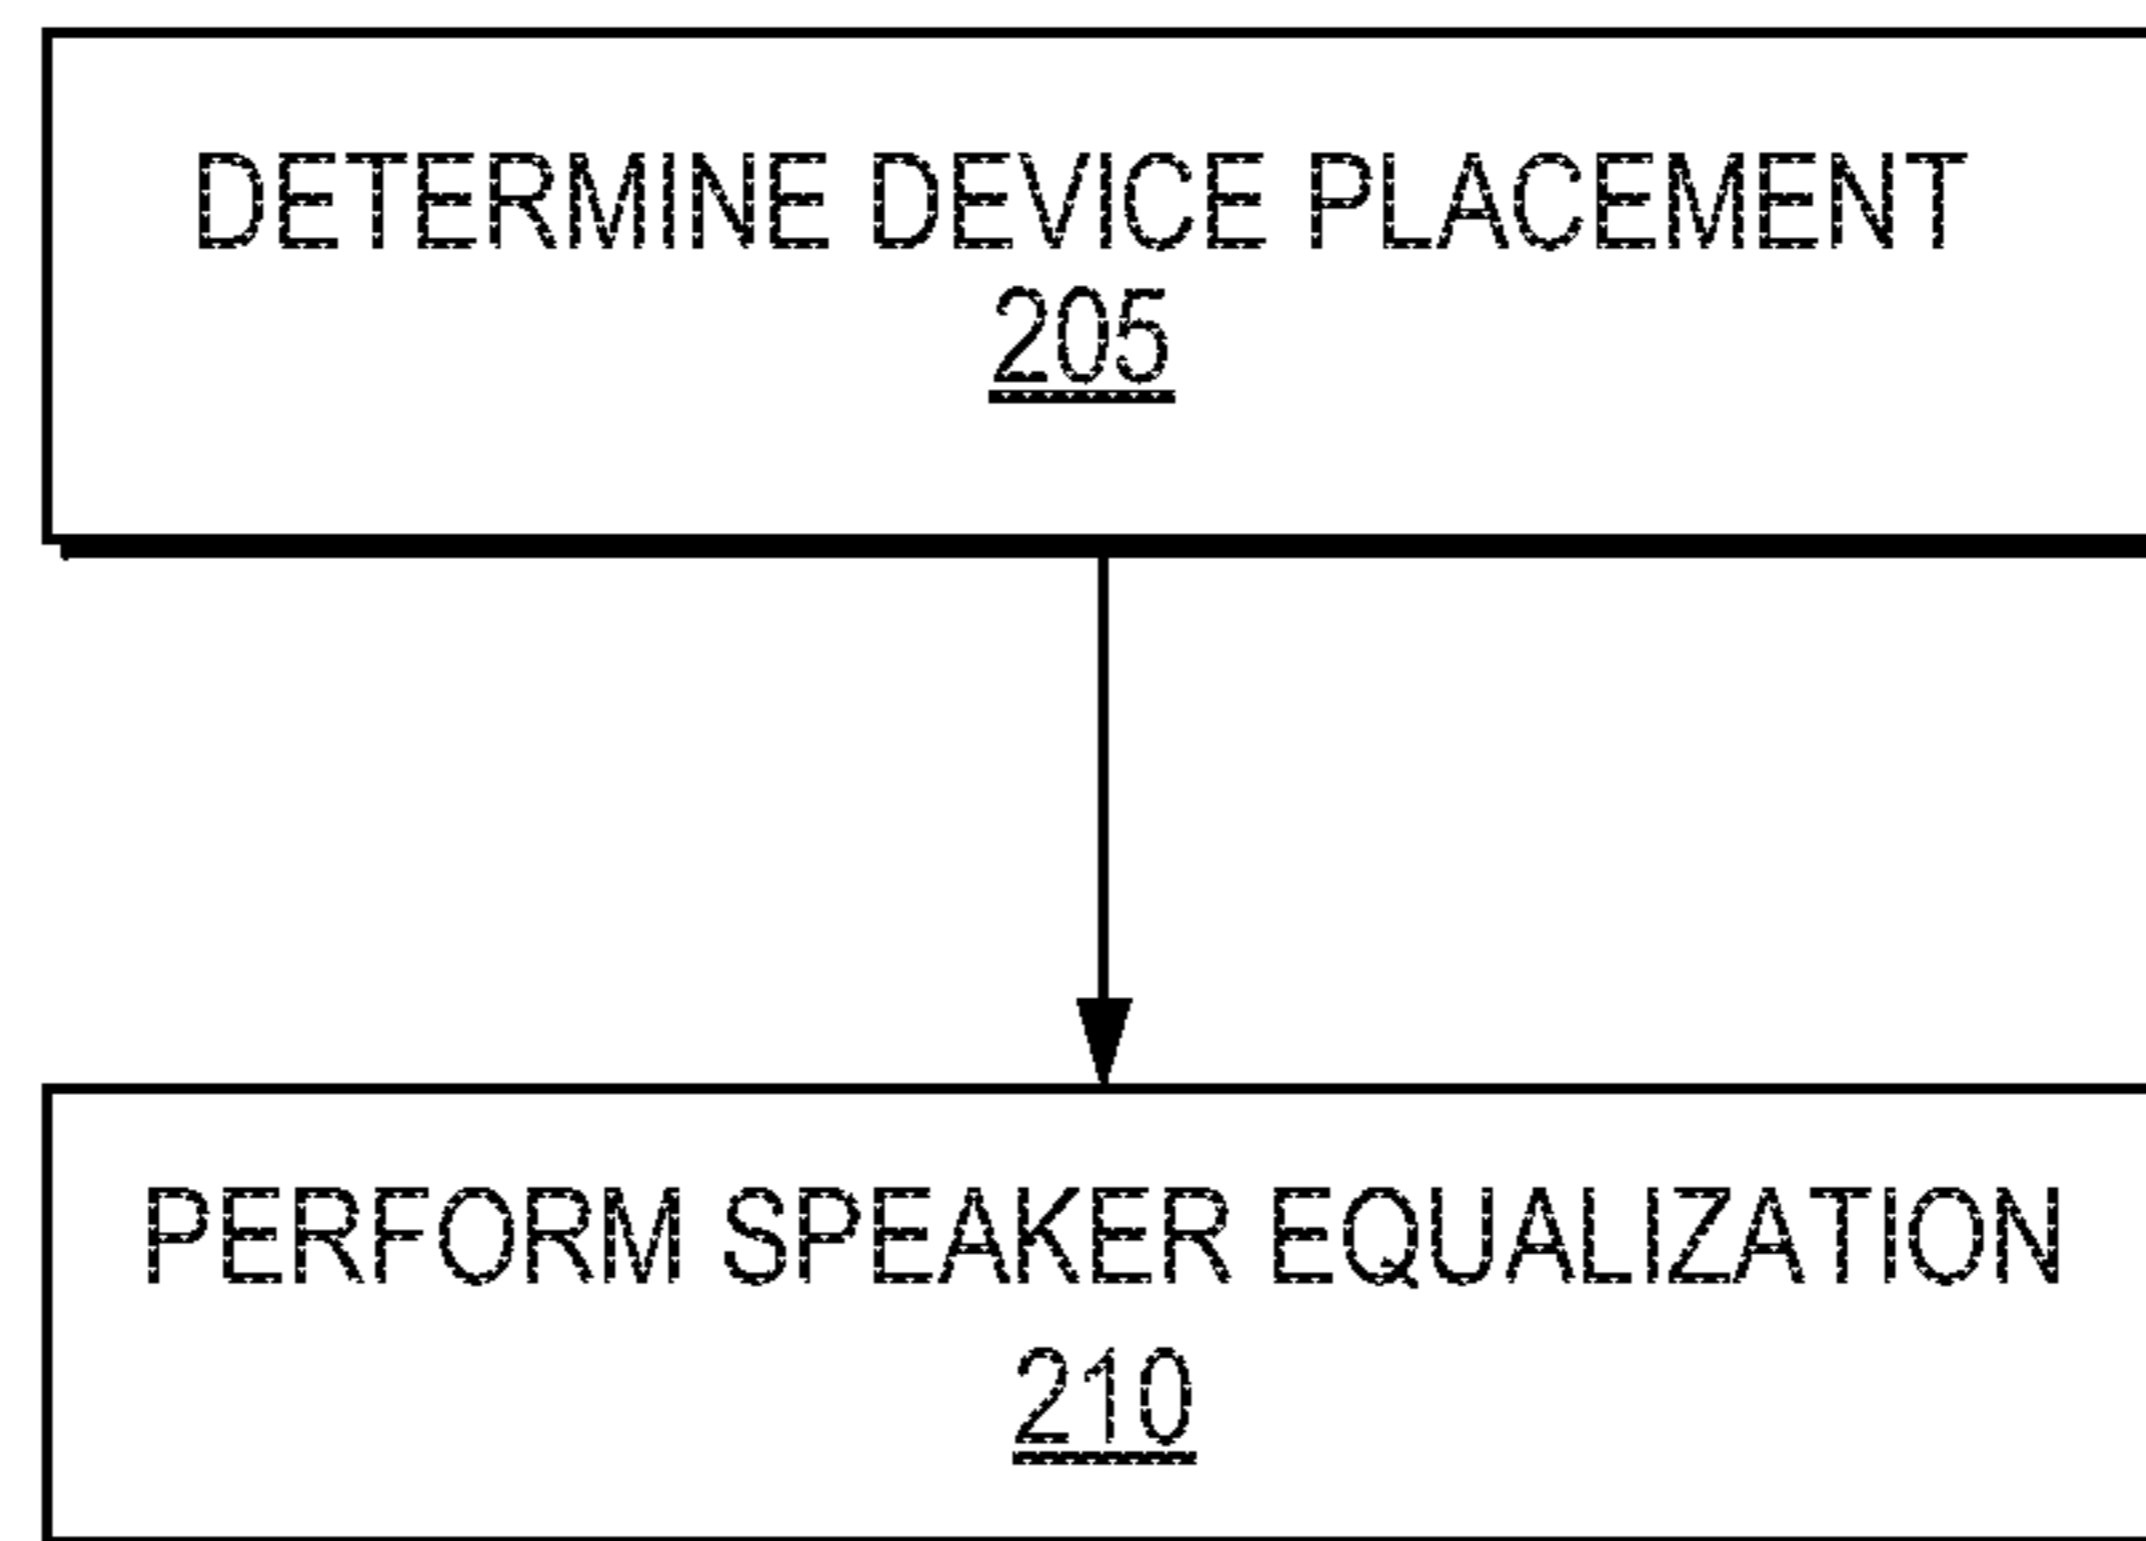 DETERMINE DEVICE PLACEMENT
205
PERFORM SPEAKER EQUALIZATION
210